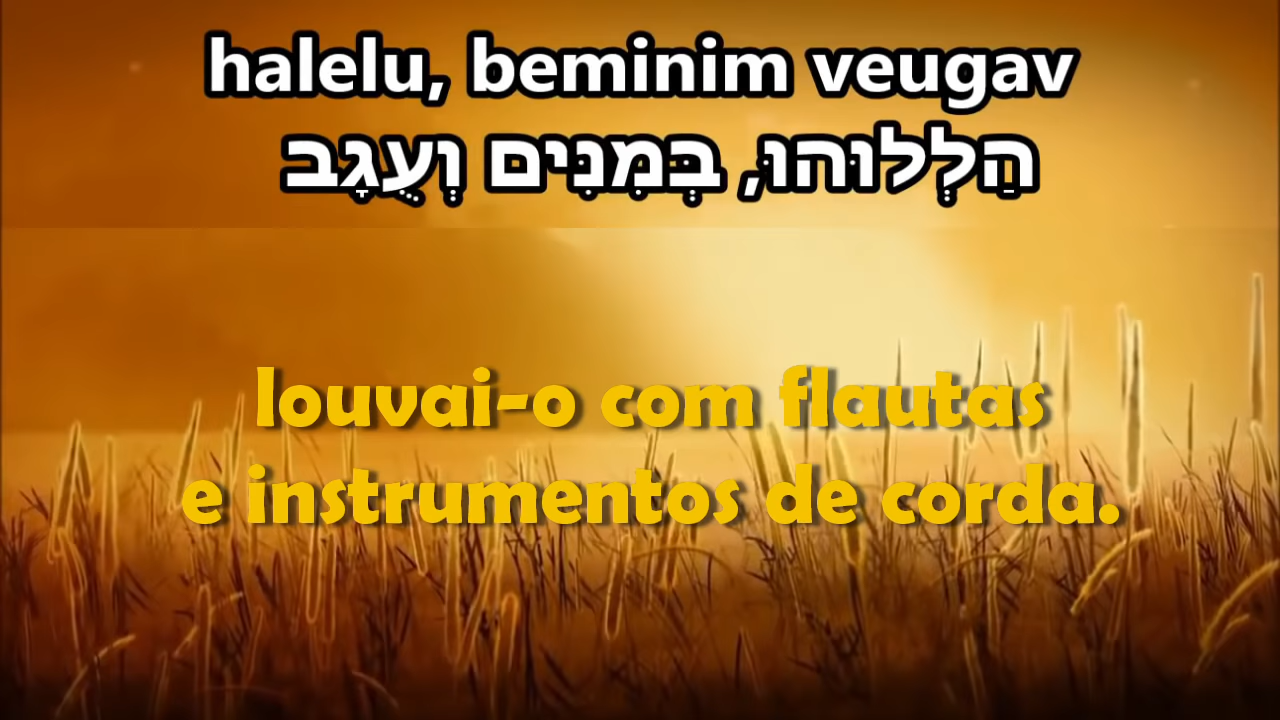 halelu, beminim veugav
הַלְלוּהוּ, בְּמִנִּים וְעֻגָב
louvai-o com flautas
e instrumentos de corda.